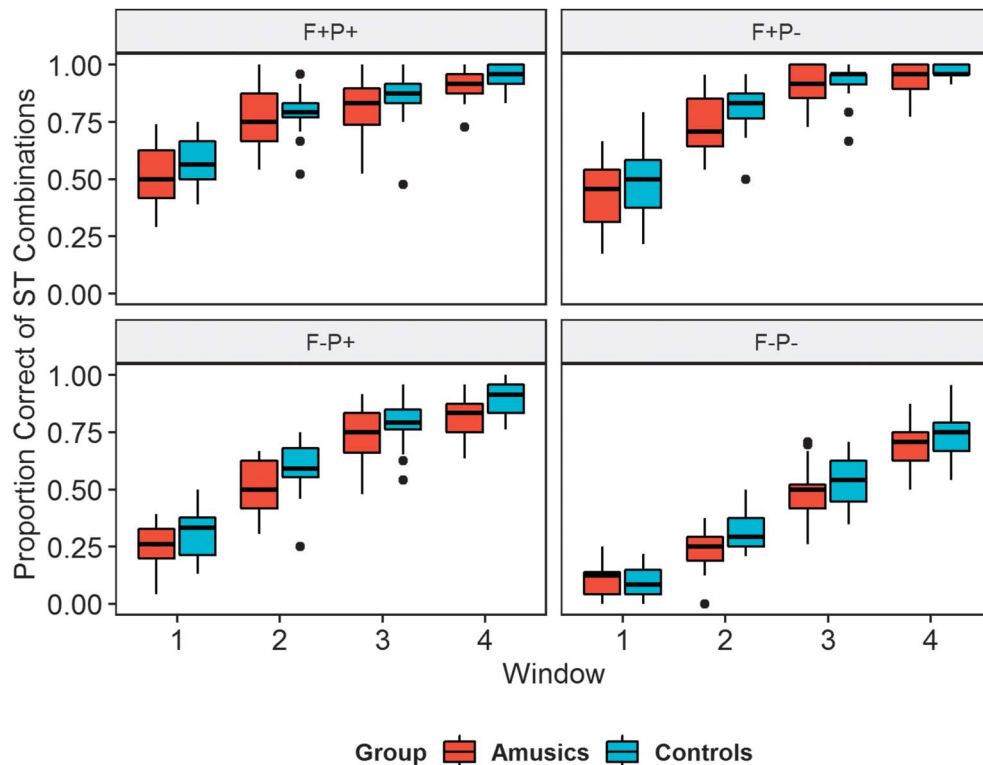 F+P+
F+P-
1.00
0.75
0.50
0.25
0.00
Proportion Correct of ST Combinations
F-P+
F-P-
1.00
0.75
0.50
0.25
0.00
1 2 3 4
1 2 3 4
Window
Group Amusics Controls